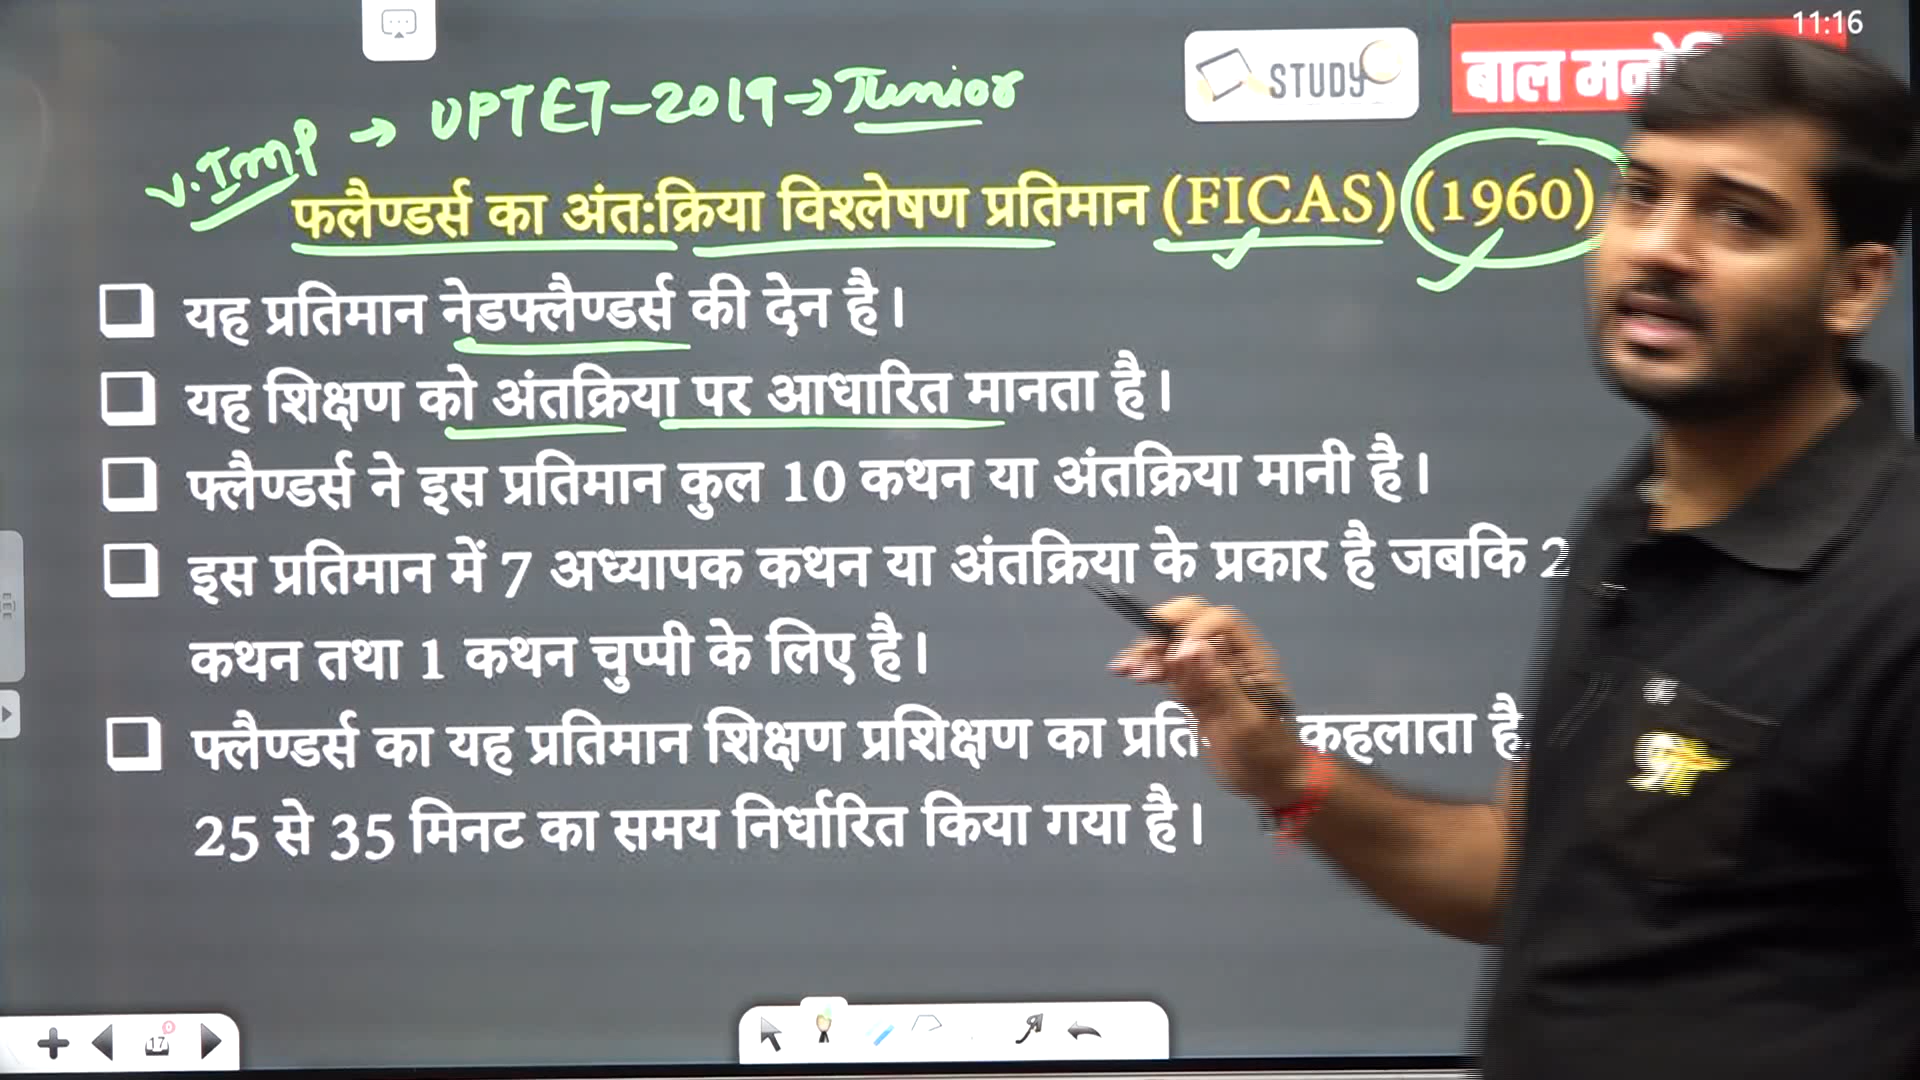 11:16
STUDY
बाल
V. Imp → UPTET-2019→Junior
फलैण्डर्स का अंत:क्रिया विश्लेषण प्रतिमान (FICAS) (1960)
यह प्रतिमान नेडफ्लैण्डर्स की देन है।
यह शिक्षण को अंतक्रिया पर आधारित मानता है।
फ्लैण्डर्स ने इस प्रतिमान कुल 10 कथन या अंतक्रिया मानी है।
इस प्रतिमान में 7 अध्यापक कथन या अंतक्रिया के प्रकार है जबकि 2
कथन तथा 1 कथन चुप्पी के लिए है।
फ्लैण्डर्स का यह प्रतिमान शिक्षण प्रशिक्षण का कहलाता है
25 से 35 मिनट का समय निर्धारित किया गया है।
17